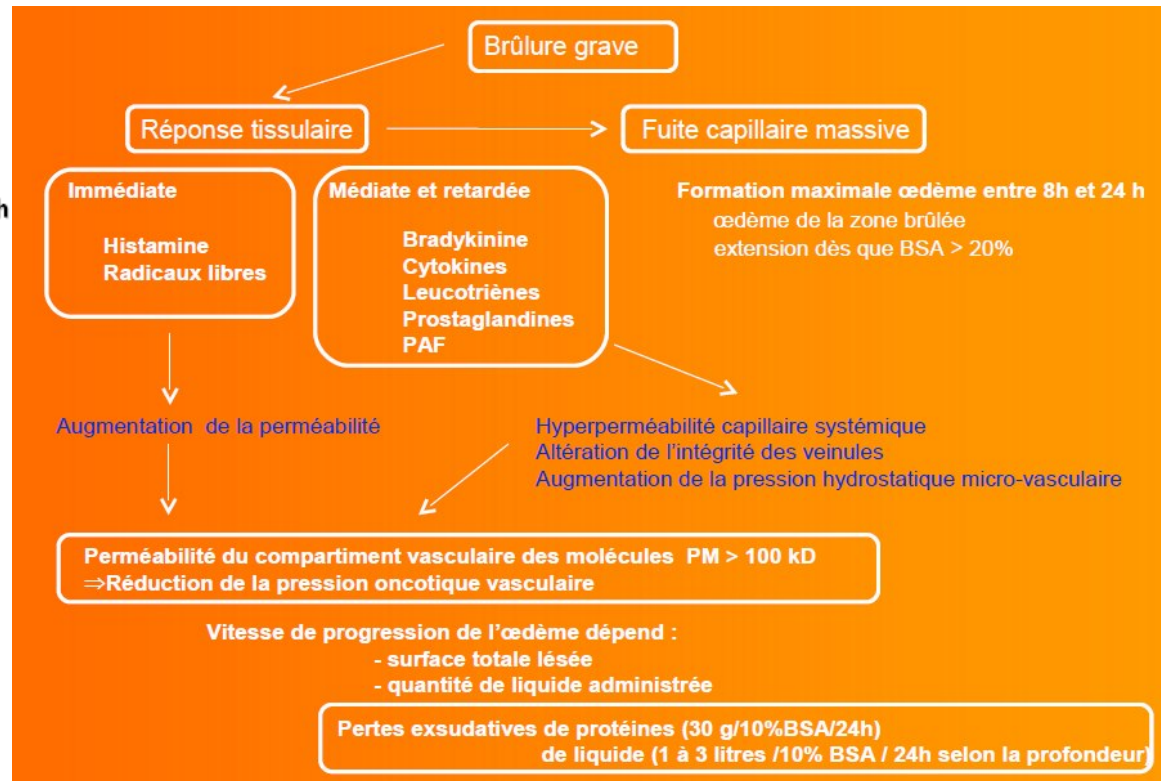 Brûlure grave
Réponse tissulaire
Fuite capillaire massive
h
Immédiate
Histamine
Radicaux libres
Médiate et retardée
Bradykinine
Cytokines
Leucotriènes
Prostaglandines
PAF
Formation maximale œdème entre 8h et 24 h
œdème de la zone brûlée
extension dès que BSA > 20%
Augmentation de la perméabilité
Hyperperméabilité capillaire systémique
Altération de l'intégrité des veinules
Augmentation de la pression hydrostatique micro-vasculaire
Perméabilité du compartiment vasculaire des molécules PM > 100 kD
⇒Réduction de la pression oncotique vasculaire
Vitesse de progression de l'œdème dépend :
- surface totale lésée
- quantité de liquide administrée
Pertes exsudatives de protéines (30 g/10%BSA/24h)
de liquide (1 à 3 litres /10% BSA / 24h selon la profondeur)